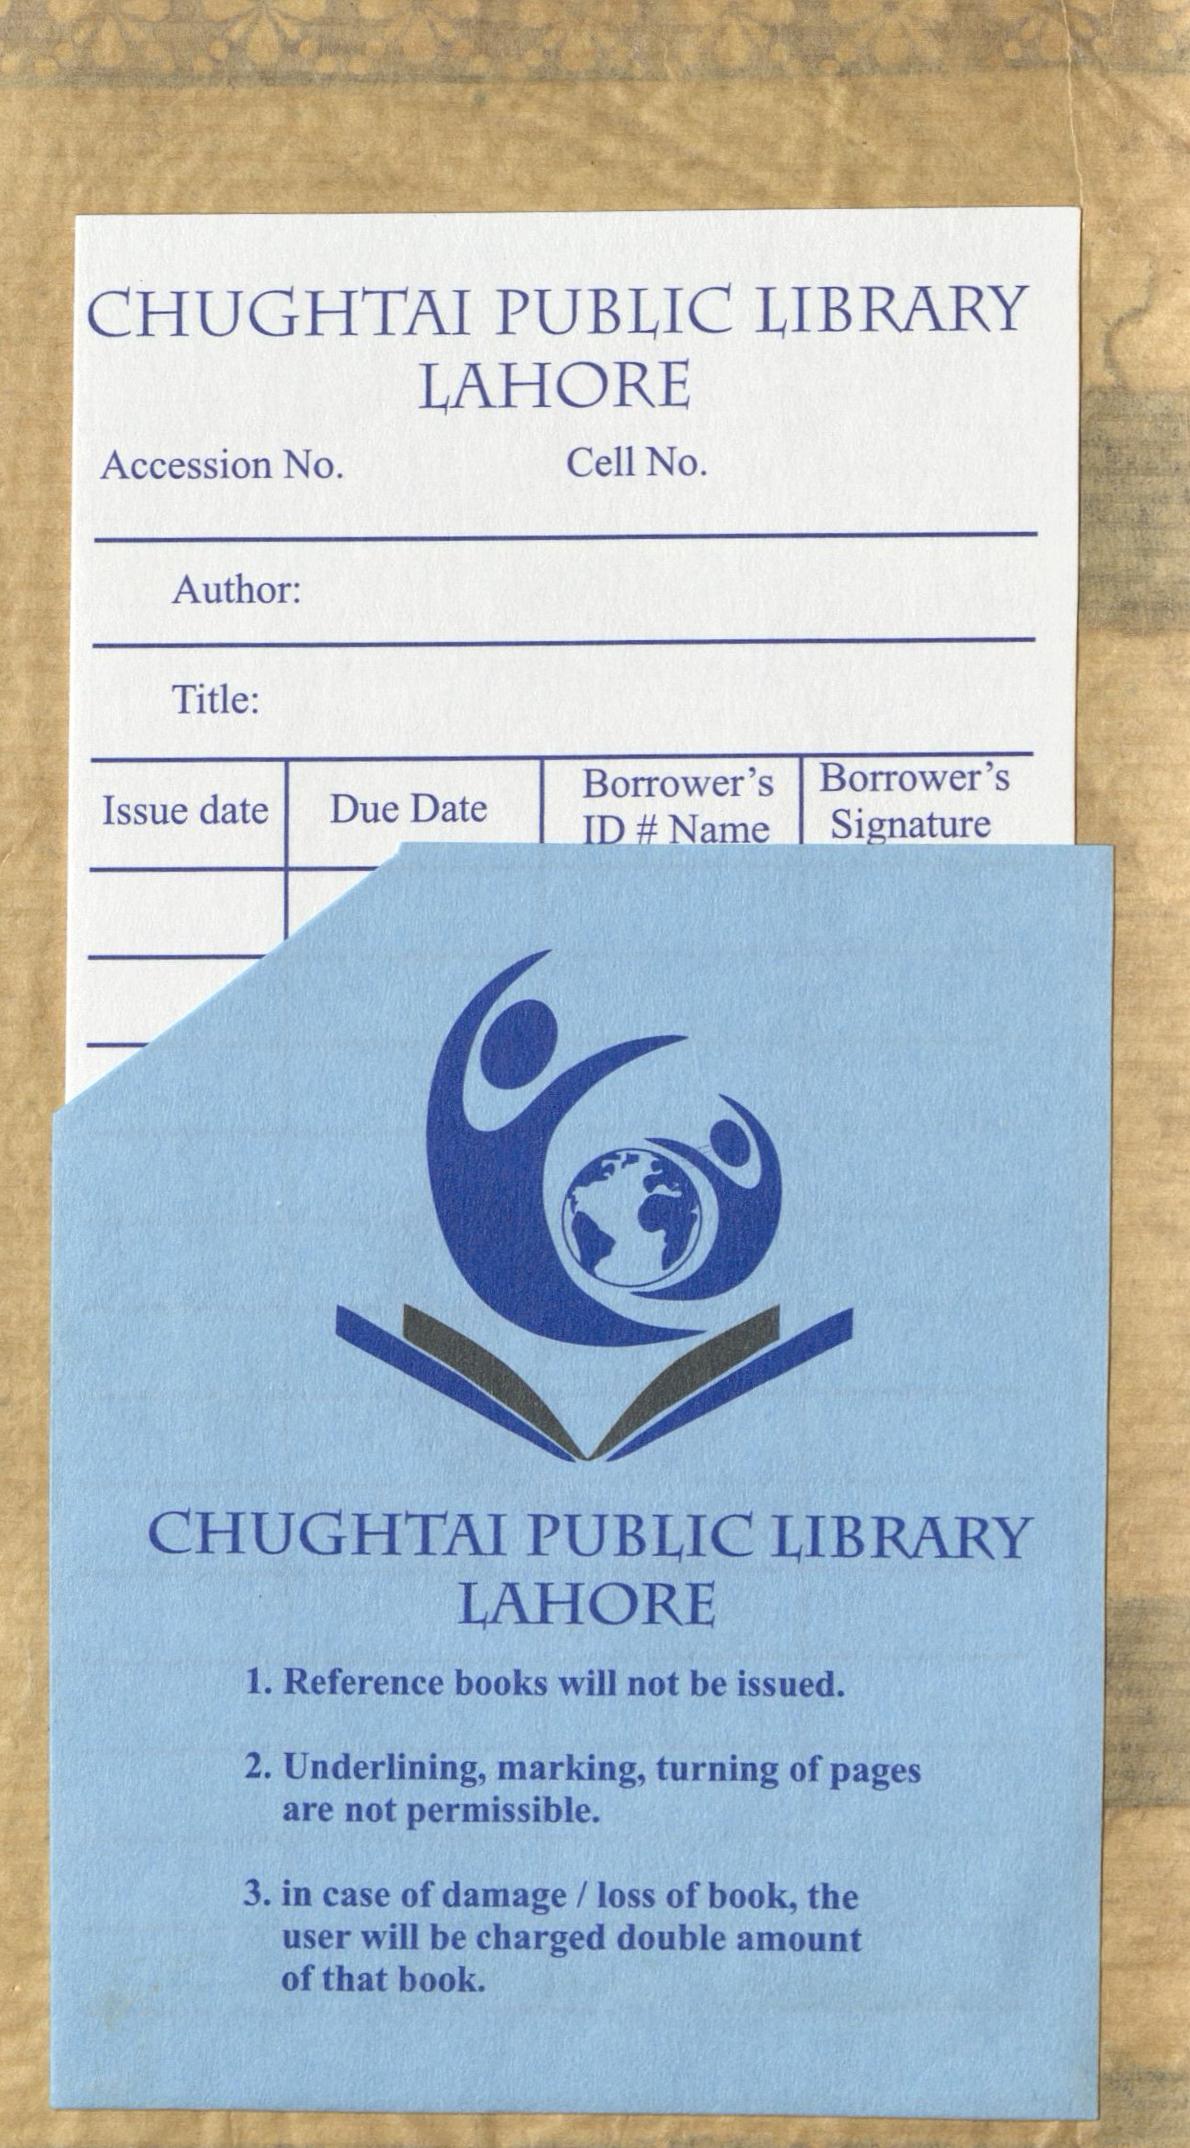 CHUGHTAI PUBLIC LIBRARY
LAHORE
Accession No. Cell No.
Author:
Title:
Issue date Due Date Borrower's ID # Name Borrower's Signature
CHUGHTAI PUBLIC LIBRARY
LAHORE
1. Reference books will not be issued.
2. Underlining, marking, turning of pages
are not permissible.
3. in case of damage / loss of book, the
user will be charged double amount
of that book.